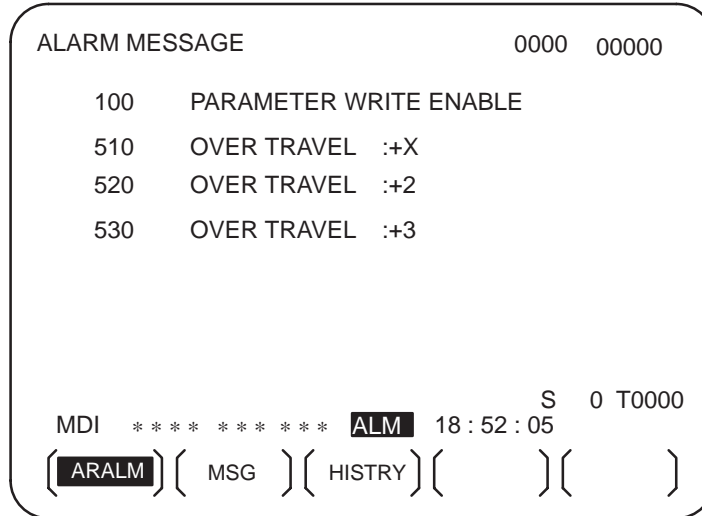 ALARM MESSAGE 0000 00000
100 PARAMETER WRITE ENABLE
510 OVER TRAVEL :+X
520 OVER TRAVEL :+2
530 OVER TRAVEL :+3
S 0 T0000
MDI **** *** *** ALM 18 : 52 : 05
ARALM MSG HISTRY